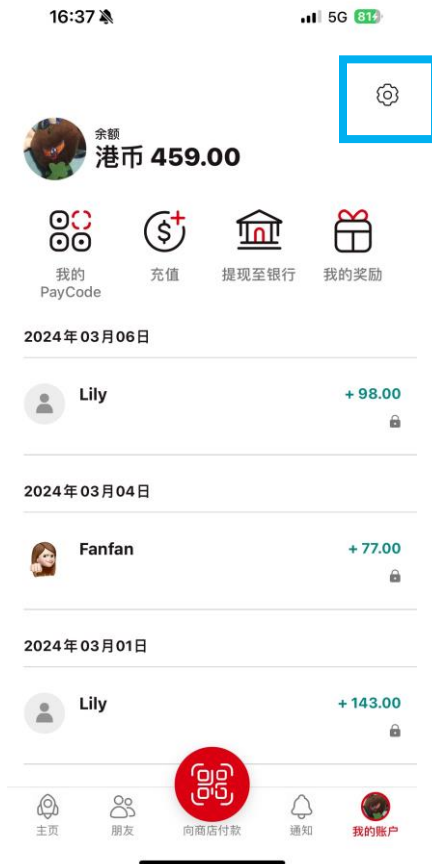 16:37
5G 81
余额
港币 459.00
我的
PayCode
充值
提现至银行
我的奖励
2024年03月06日
Lily
+ 98.00
2024年03月04日
Fanfan
+ 77.00
2024年03月01日
Lily
+ 143.00
主页
朋友
向商店付款
通知
我的账户